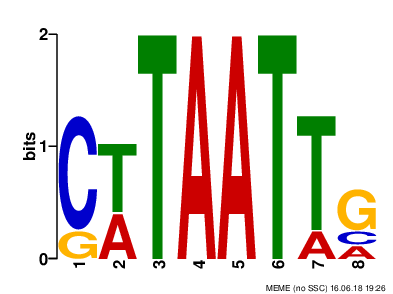 2
1
0
bits
C T T A A T T G
G A A C
A
1 2 3 4 5 6 7 8
MEME (no SSC) 16.06.18 19:26